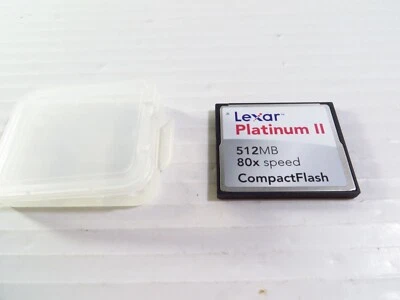 Lexar
Platinum II
512MB
80x speed
CompactFlash